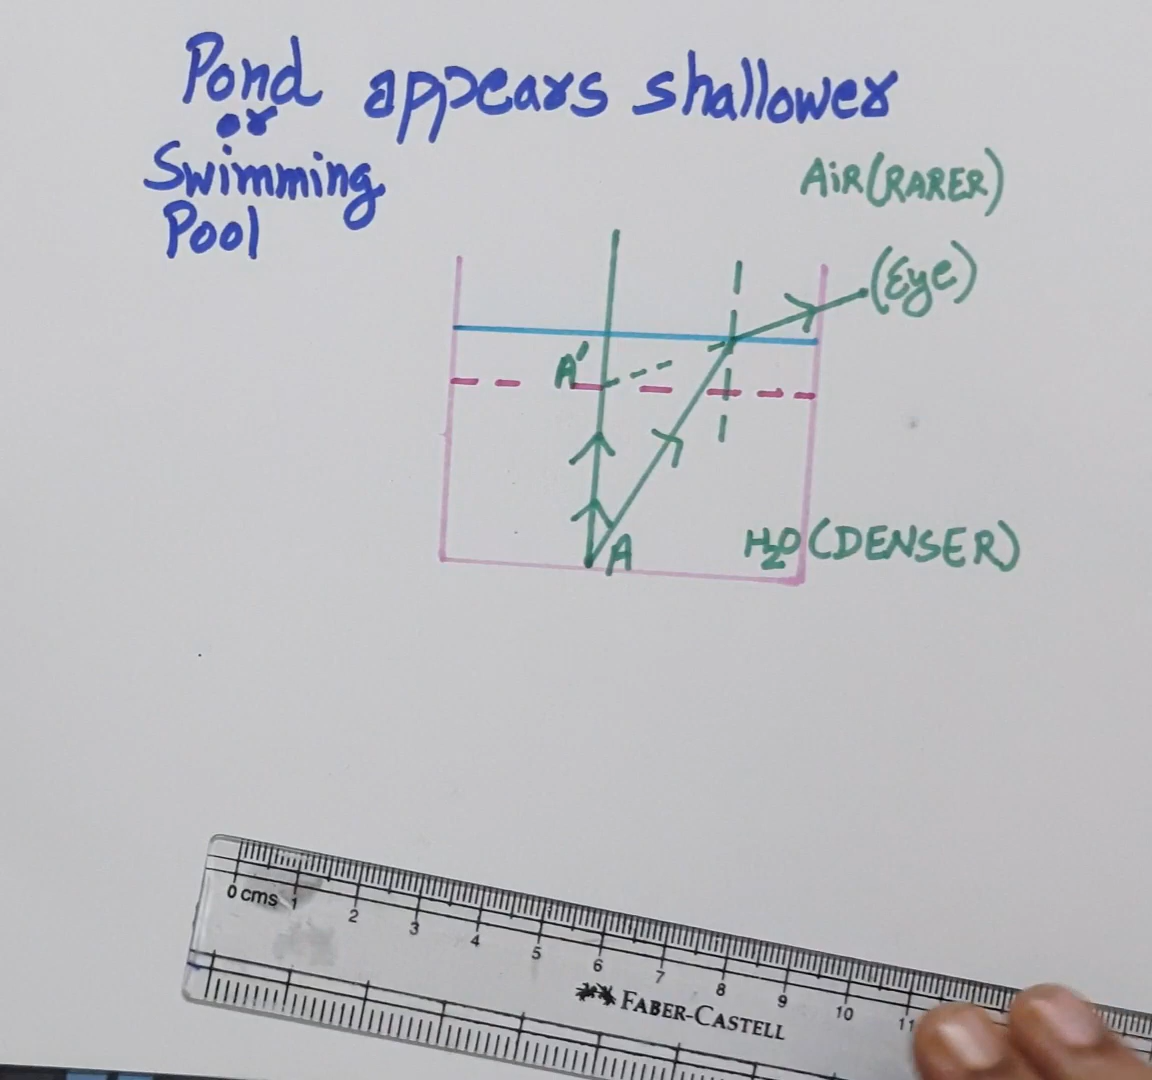 Pond appears shallower
or
Swimming
Pool
AiR (RARER)
(Eye)
A'
A
H2O (DENSER)
0 cms 1 2 3 4 5 6 7 8 9 10 11
FABER-CASTELL